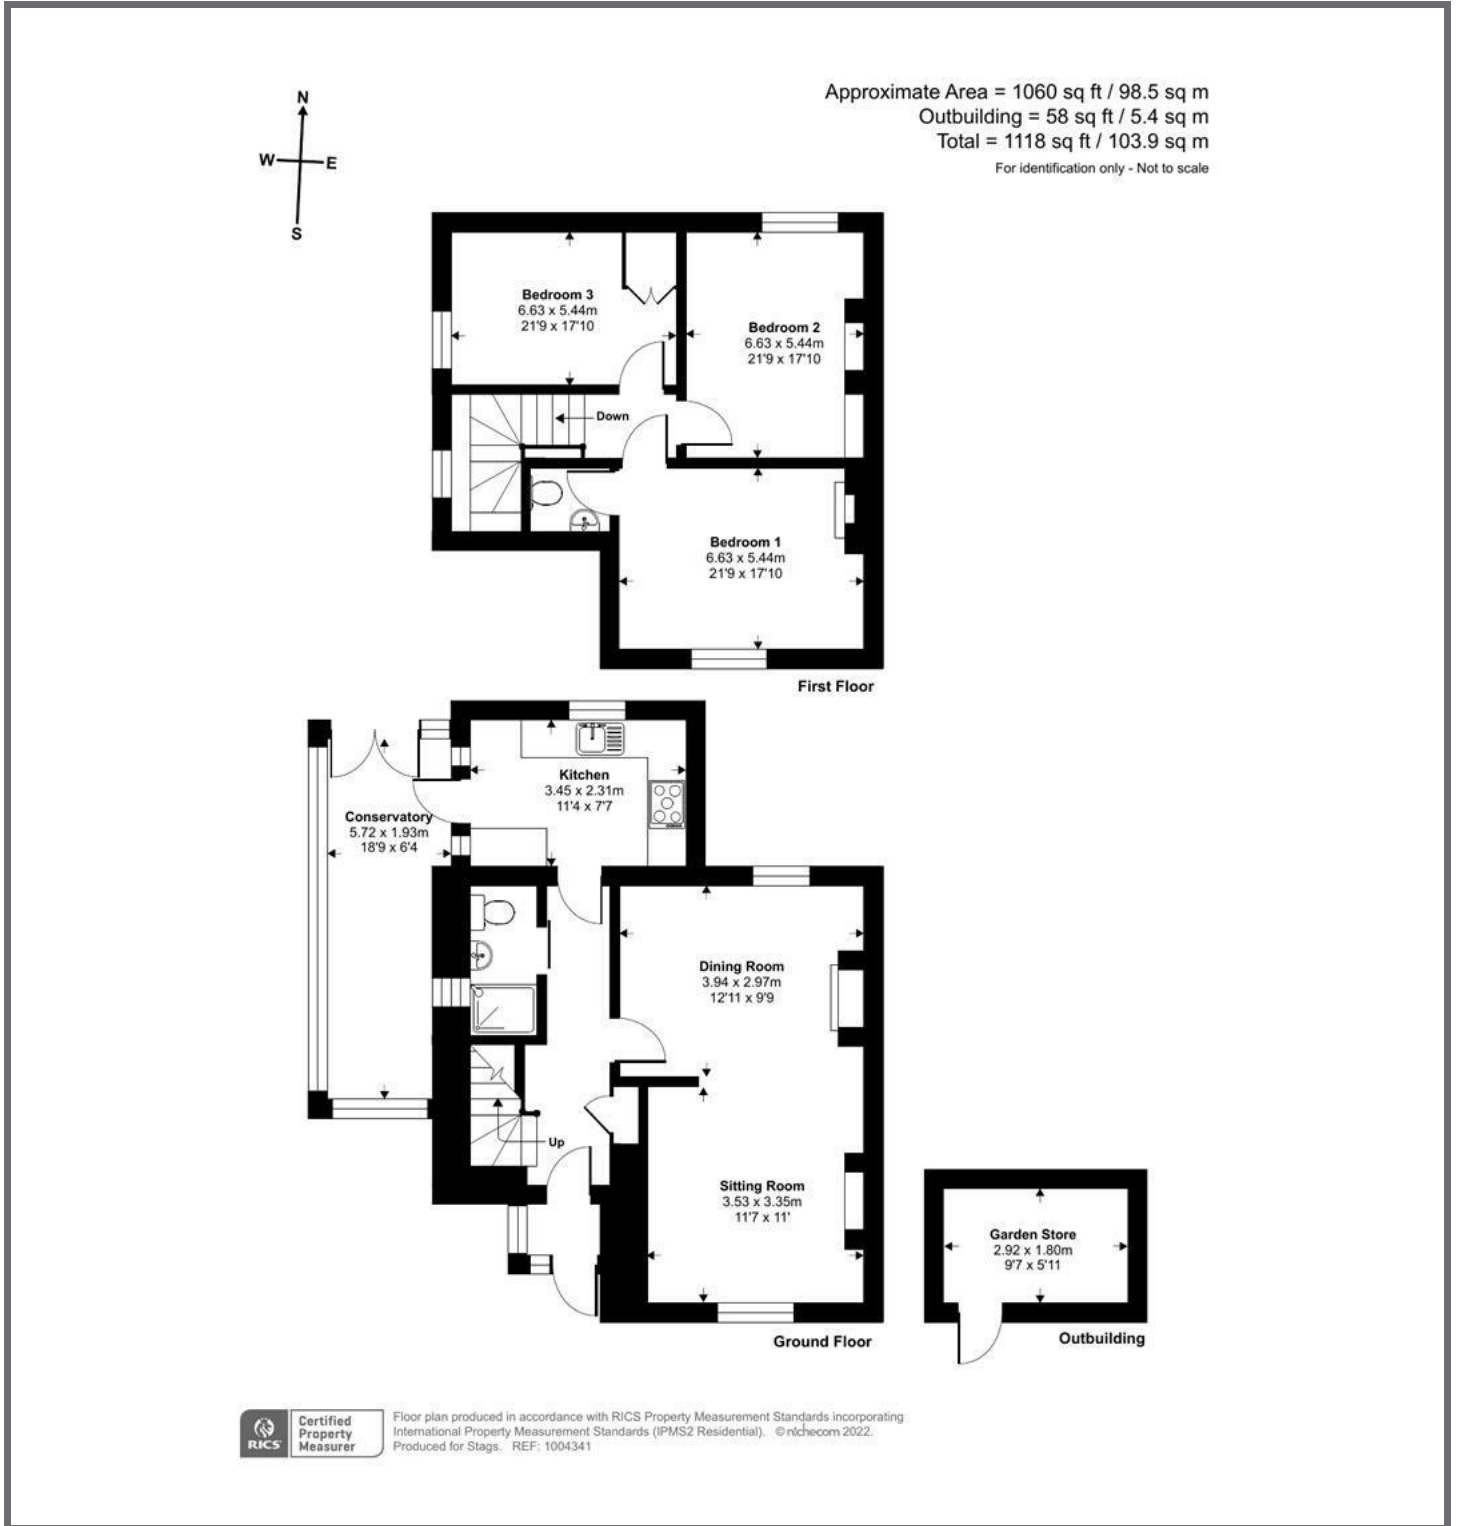 Approximate Area = 1060 sq ft / 98.5 sq m
Outbuilding = 58 sq ft / 5.4 sq m
Total = 1118 sq ft / 103.9 sq m
For identification only - Not to scale
N
W
E
S
Bedroom 3
6.63 x 5.44m
21'9 x 17'10
Bedroom 2
6.63 x 5.44m
21'9 x 17'10
Down
Bedroom 1
6.63 x 5.44m
21'9 x 17'10
First Floor
Kitchen
3.45 x 2.31m
11'4 x 7'7
Conservatory
5.72 x 1.93m
18'9 x 6'4
Dining Room
3.94 x 2.97m
12'11 x 9'9
Up
Sitting Room
3.53 x 3.35m
11'7 x 11'
Ground Floor
Garden Store
2.92 x 1.80m
9'7 x 5'11
Outbuilding
RICS
Certified
Property
Measurer
Floor plan produced in accordance with RICS Property Measurement Standards incorporating
International Property Measurement Standards (IPMS2 Residential). © nichecom 2022.
Produced for Stags. REF: 1004341